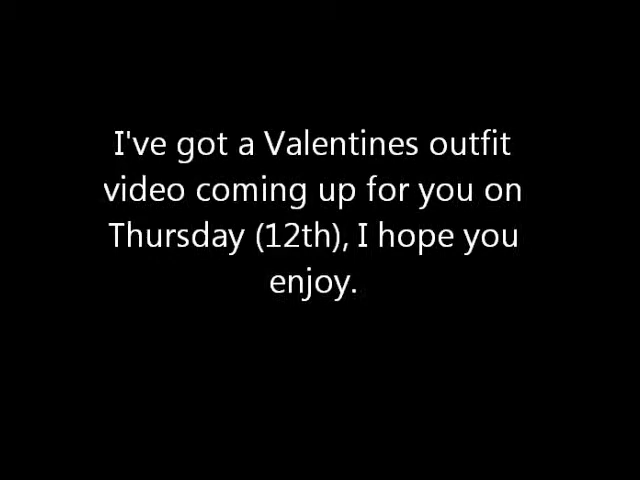 I've got a Valentines outfit
video coming up for you on
Thursday (12th), I hope you
enjoy.